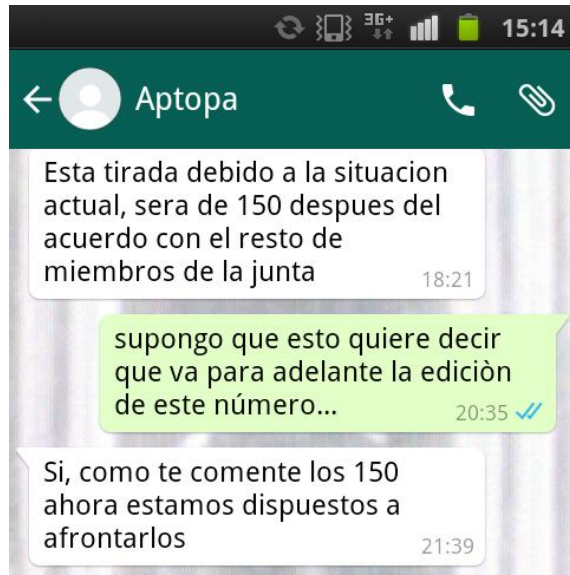 3G+ 15:14
Aptopa
Esta tirada debido a la situacion
actual, sera de 150 despues del
acuerdo con el resto de
miembros de la junta
18:21
supongo que esto quiere decir
que va para adelante la ediciòn
de este número...
20:35
Si, como te comente los 150
ahora estamos dispuestos a
afrontarlos
21:39